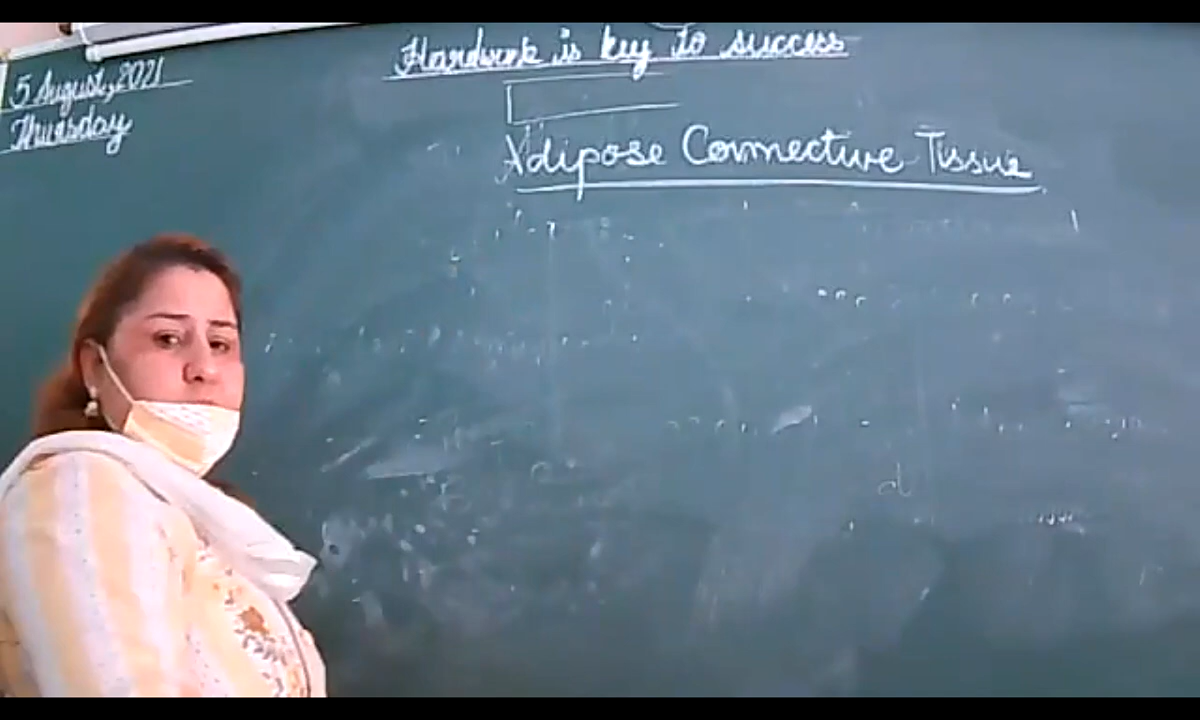 Hardwork is key to success
5 August, 2021
Thursday
Adipose Connective Tissue